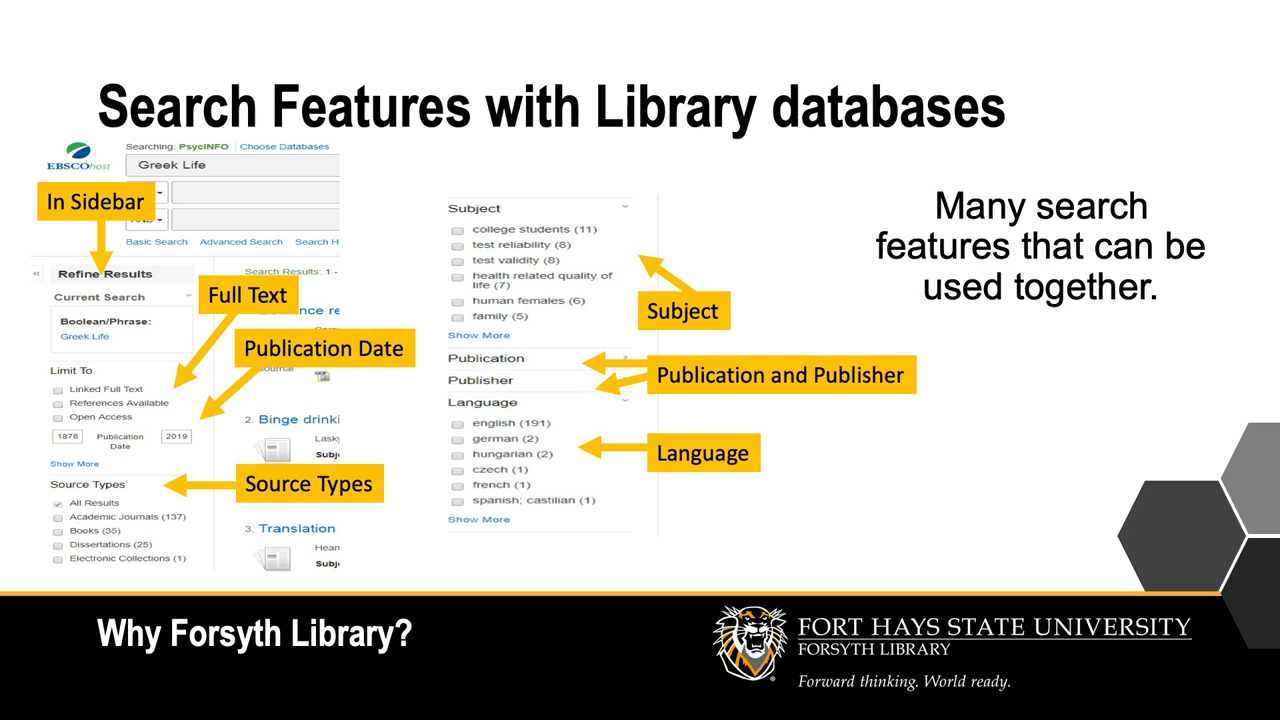 Search Features with Library databases
EBSCOhost
Searching: PsycINFO Choose Databases
Greek Life
In Sidebar
Basic Search Advanced Search Search H
Refine Results
Search Results: 1 -
Current Search
Full Text
Boolean/Phrase:
Greek Life
Publication Date
Limit To
Linked Full Text
References Available
Open Access
1876 Publication Date 2019
Show More
2. Binge drinki
Lasky
Subje
Source Types
Source Types
All Results
Academic Journals (137)
Books (35)
Dissertations (25)
Electronic Collections (1)
3. Translation
Hearn
Subje
Subject
college students (11)
test reliability (8)
test validity (8)
health related quality of
life (7)
human females (6)
family (5)
Show More
Subject
Publication
Publisher
Publication and Publisher
Language
english (191)
german (2)
hungarian (2)
czech (1)
french (1)
spanish; castilian (1)
Show More
Language
Many search
features that can be
used together.
Why Forsyth Library?
FORT HAYS STATE UNIVERSITY
FORSYTH LIBRARY
Forward thinking. World ready.